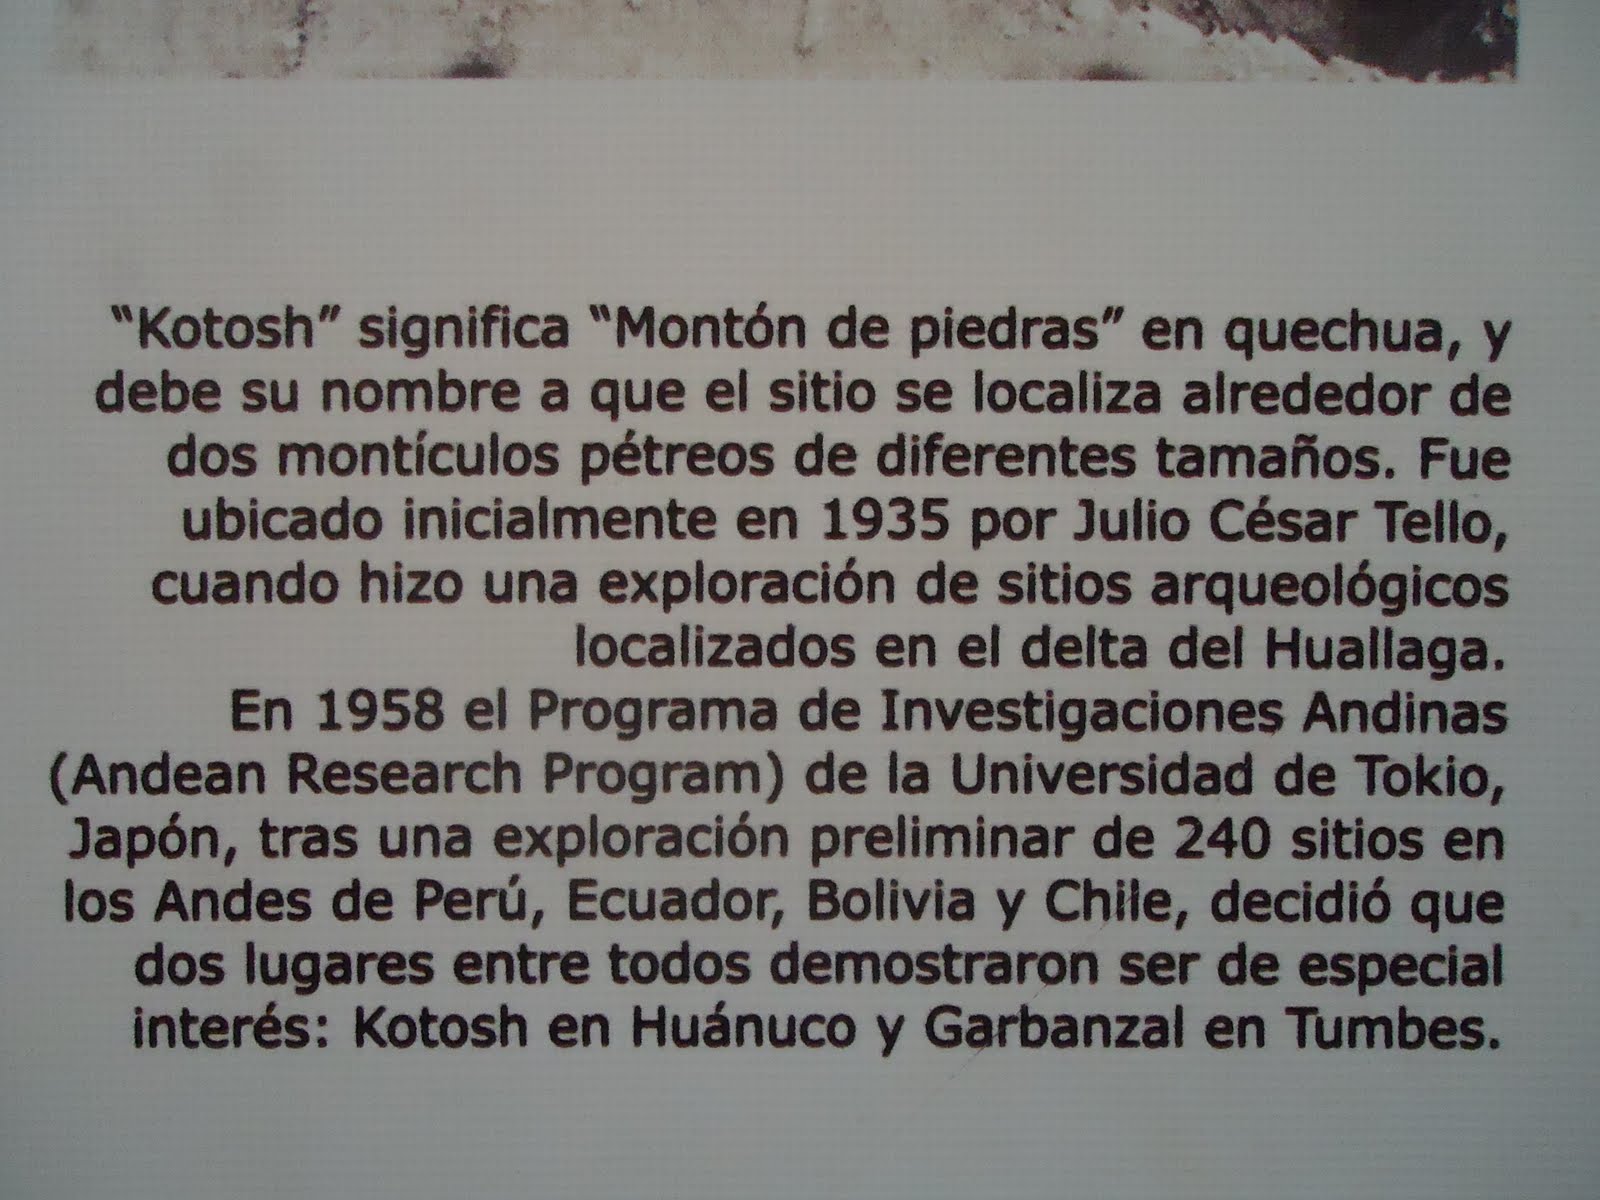 “Kotosh” significa “Montón de piedras” en quechua, y
debe su nombre a que el sitio se localiza alrededor de
dos montículos pétreos de diferentes tamaños. Fue
ubicado inicialmente en 1935 por Julio César Tello,
cuando hizo una exploración de sitios arqueológicos
localizados en el delta del Huallaga.
En 1958 el Programa de Investigaciones Andinas
(Andean Research Program) de la Universidad de Tokio,
Japón, tras una exploración preliminar de 240 sitios en
los Andes de Perú, Ecuador, Bolivia y Chile, decidió que
dos lugares entre todos demostraron ser de especial
interés: Kotosh en Huánuco y Garbanzal en Tumbes.